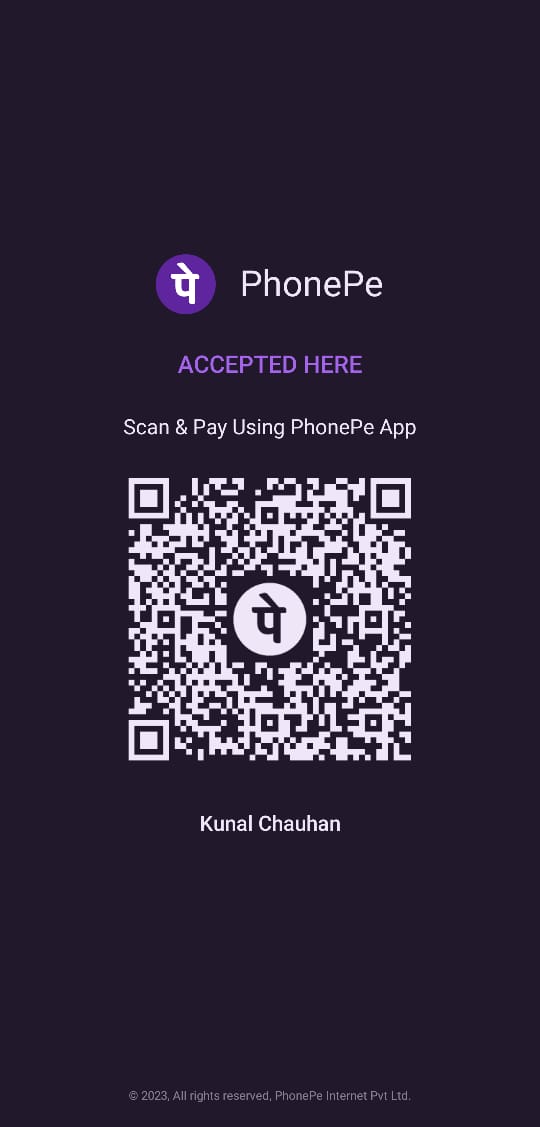 पे PhonePe
ACCEPTED HERE
Scan & Pay Using PhonePe App
पे
Kunal Chauhan
© 2023, All rights reserved, PhonePe Internet Pvt Ltd.